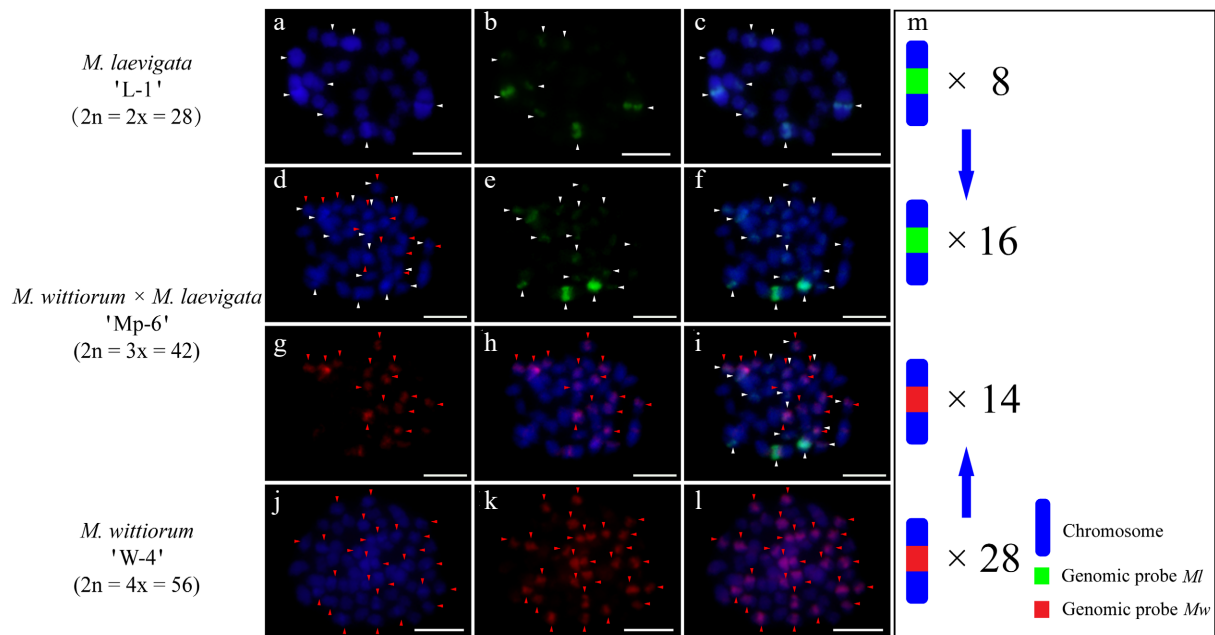 M. laevigata
'L-1'
(2n = 2x = 28)
M. wittiorum × M. laevigata
'Mp-6'
(2n = 3x = 42)
M. wittiorum
'W-4'
(2n = 4x = 56)
a
b
c
d
e
f
g
h
i
j
k
l
m
× 8
× 16
× 14
× 28
Chromosome
Genomic probe Ml
Genomic probe Mw